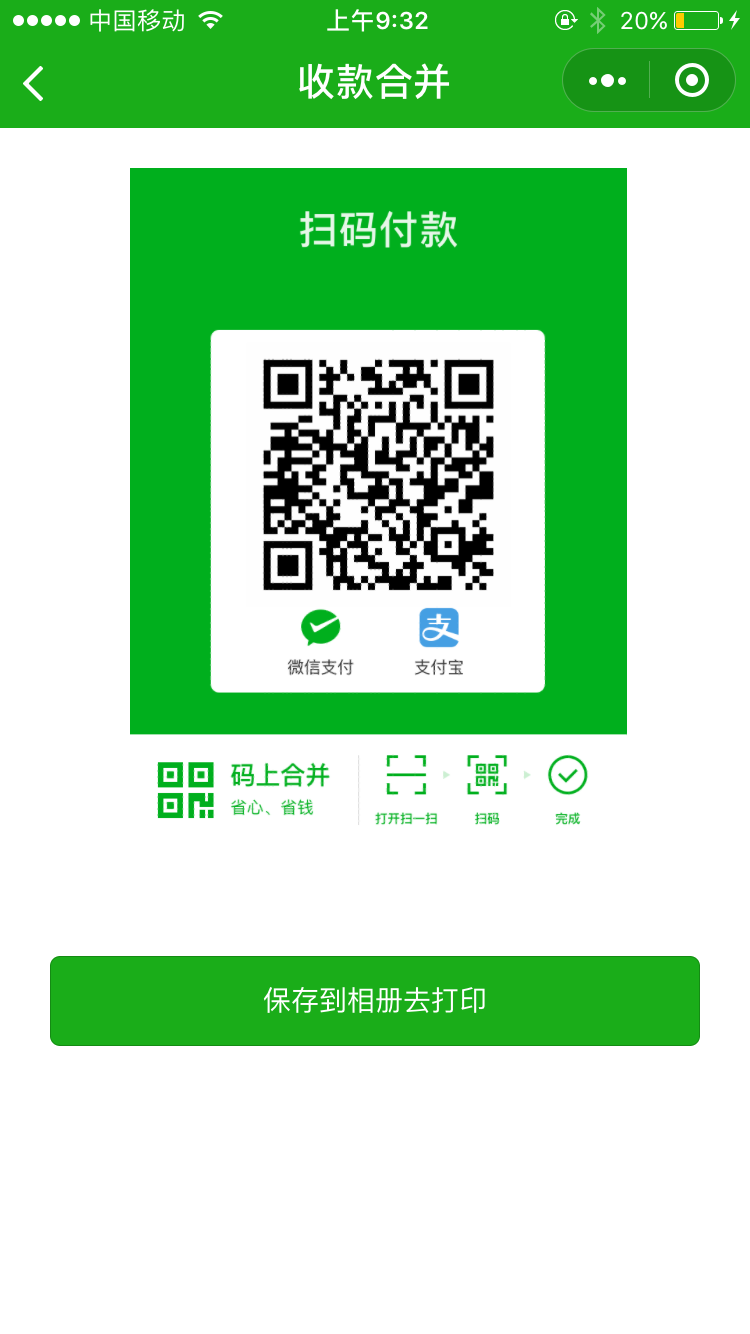 中国移动 上午9:32 20%
收款合并
扫码付款
微信支付 支付宝
码上合并
省心、省钱
打开扫一扫 扫码 完成
保存到相册去打印